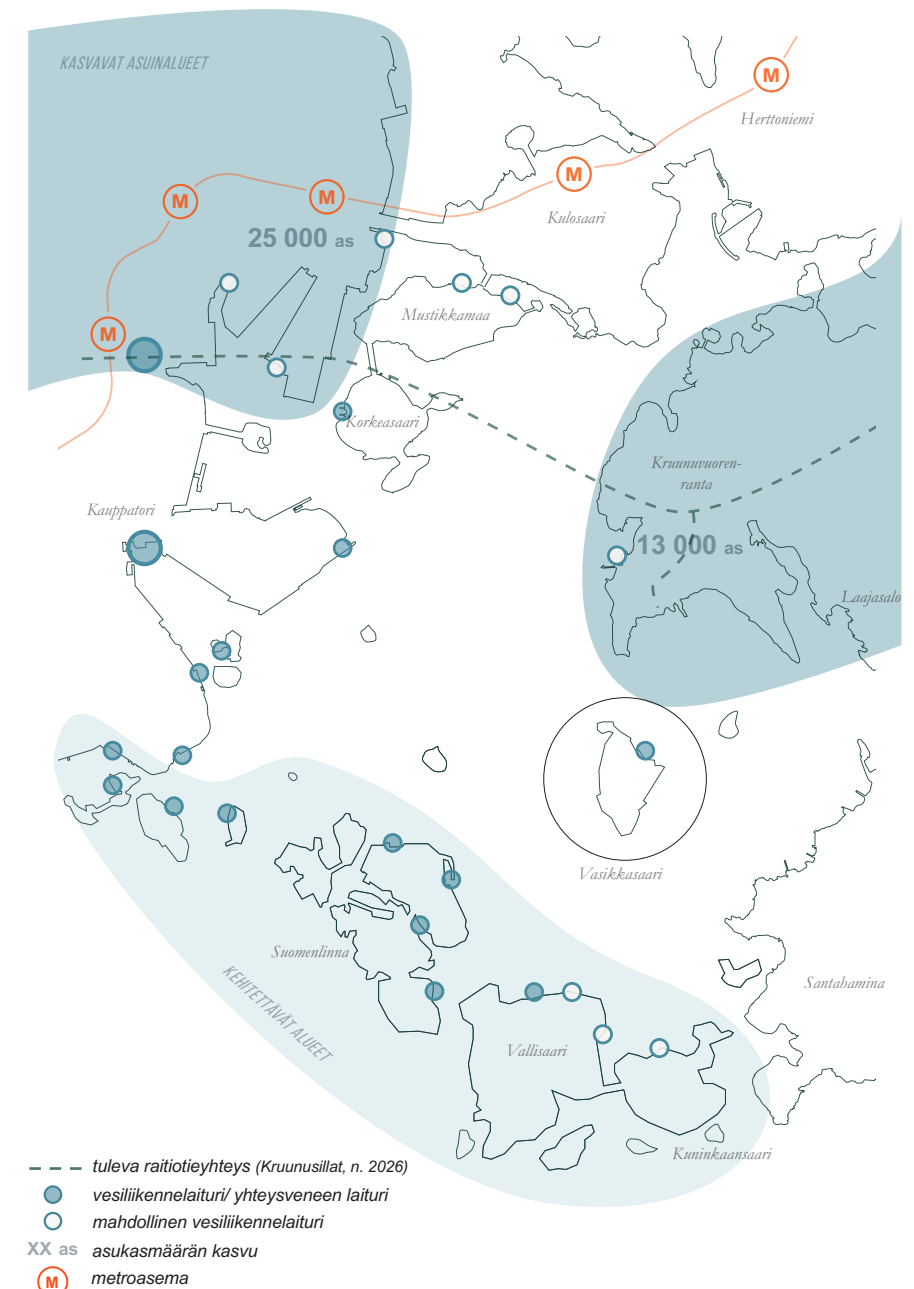 KASVAVAT ASUINALUEET
M
Herttoniemi
M
Kulosaari
M
M
25 000 as
Mustikkamaa
M
Korkeasaari
Kruunuvuoren-
ranta
Kauppatori
13 000 as
Laajasalo
Vasikkasaari
Suomenlinna
KEHITETTÄVÄT ALUEET
Santahamina
Vallisaari
Kuninkaansaari
tuleva raitiotieyhteys (Kruunusillat, n. 2026)
vesiliikennelaituri/ yhteysveneen laituri
mahdollinen vesiliikennelaituri
XX as asukasmäärän kasvu
M metroasema